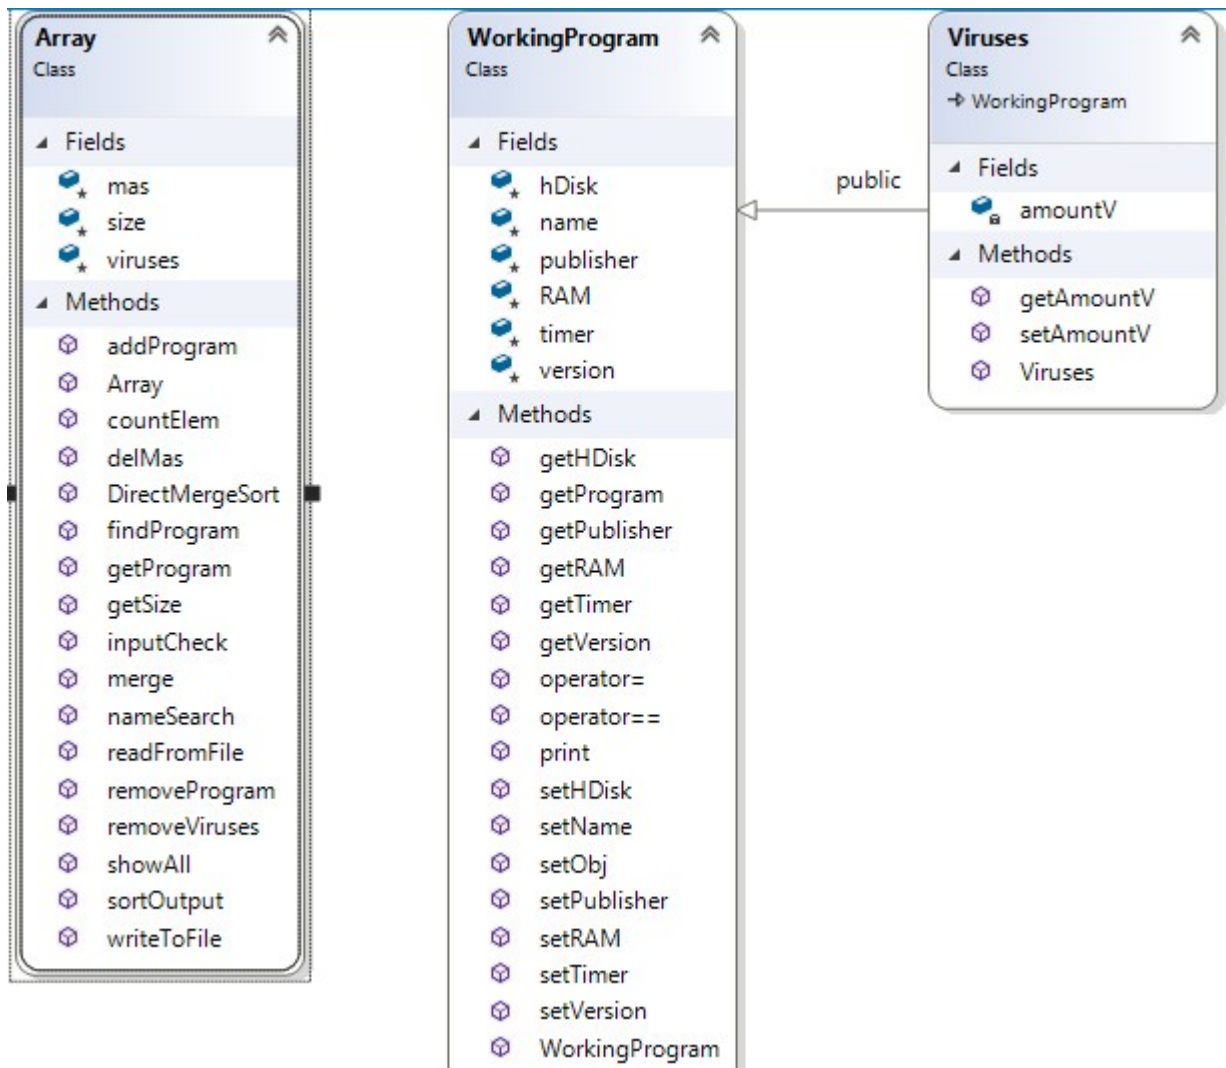 Array
Class
Fields
mas
size
viruses
Methods
addProgram
Array
countElem
delMas
DirectMergeSort
findProgram
getProgram
getSize
inputCheck
merge
nameSearch
readFromFile
removeProgram
removeViruses
showAll
sortOutput
writeToFile
WorkingProgram
Class
Fields
hDisk
name
publisher
RAM
timer
version
Methods
getHDisk
getProgram
getPublisher
getRAM
getTimer
getVersion
operator=
operator==
print
setHDisk
setName
setObj
setPublisher
setRAM
setTimer
setVersion
WorkingProgram
public
Viruses
Class
WorkingProgram
Fields
amountV
Methods
getAmountV
setAmountV
Viruses